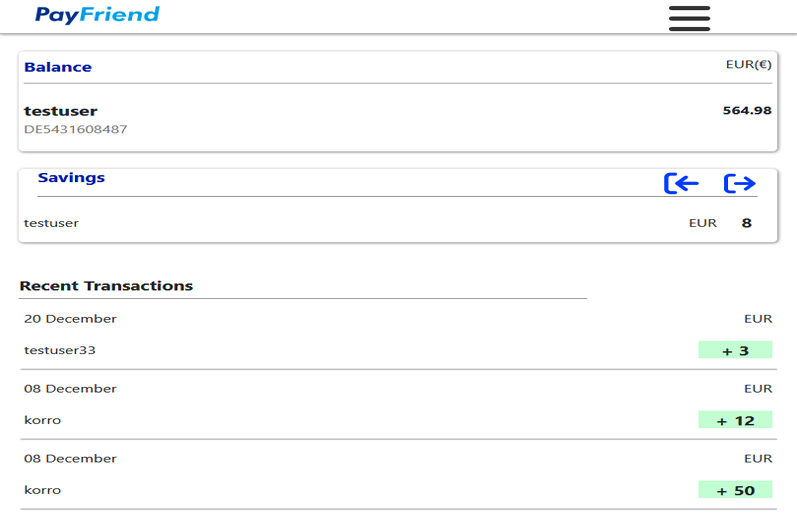 PayFriend
Balance EUR(€)
testuser 564.98
DE5431608487
Savings
testuser EUR 8
Recent Transactions
20 December EUR
testuser33 + 3
08 December EUR
korro + 12
08 December EUR
korro + 50